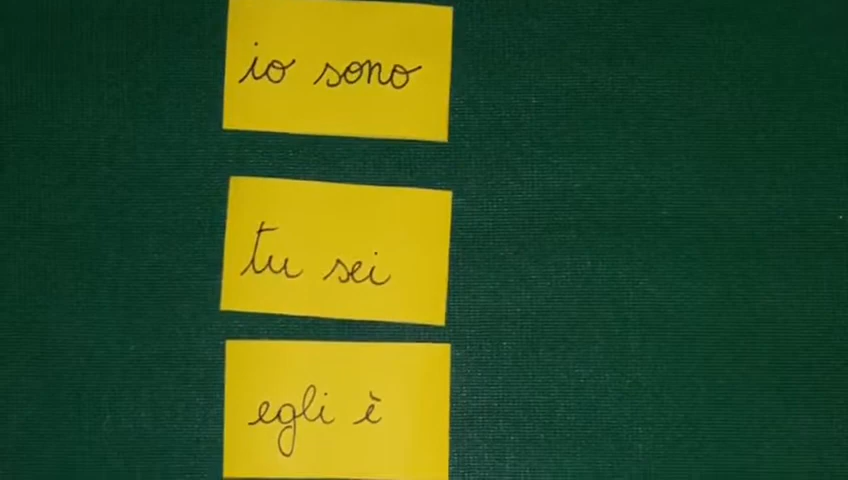 io sono
tu sei
egli è